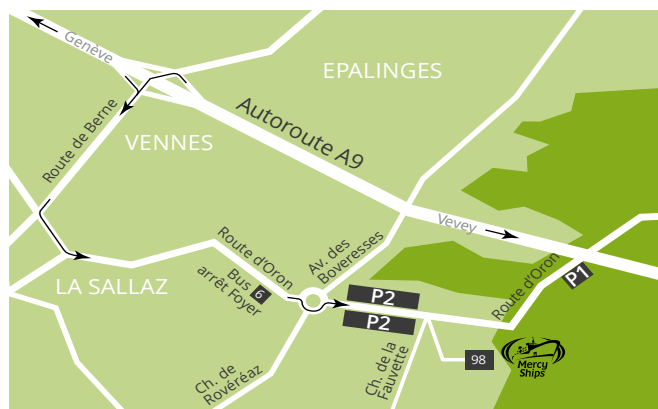 Genève
EPALINGES
Autoroute A9
Route de Berne
VENNES
Vevey
Route d'Oron
Av. des
Boveresses
Bus 6
arrêt Foyer
LA SALLAZ
P2
P2
P1
Route d'Oron
Ch. de
Rovéréaz
Ch. de la
Fauvette
98
Mercy
Ships